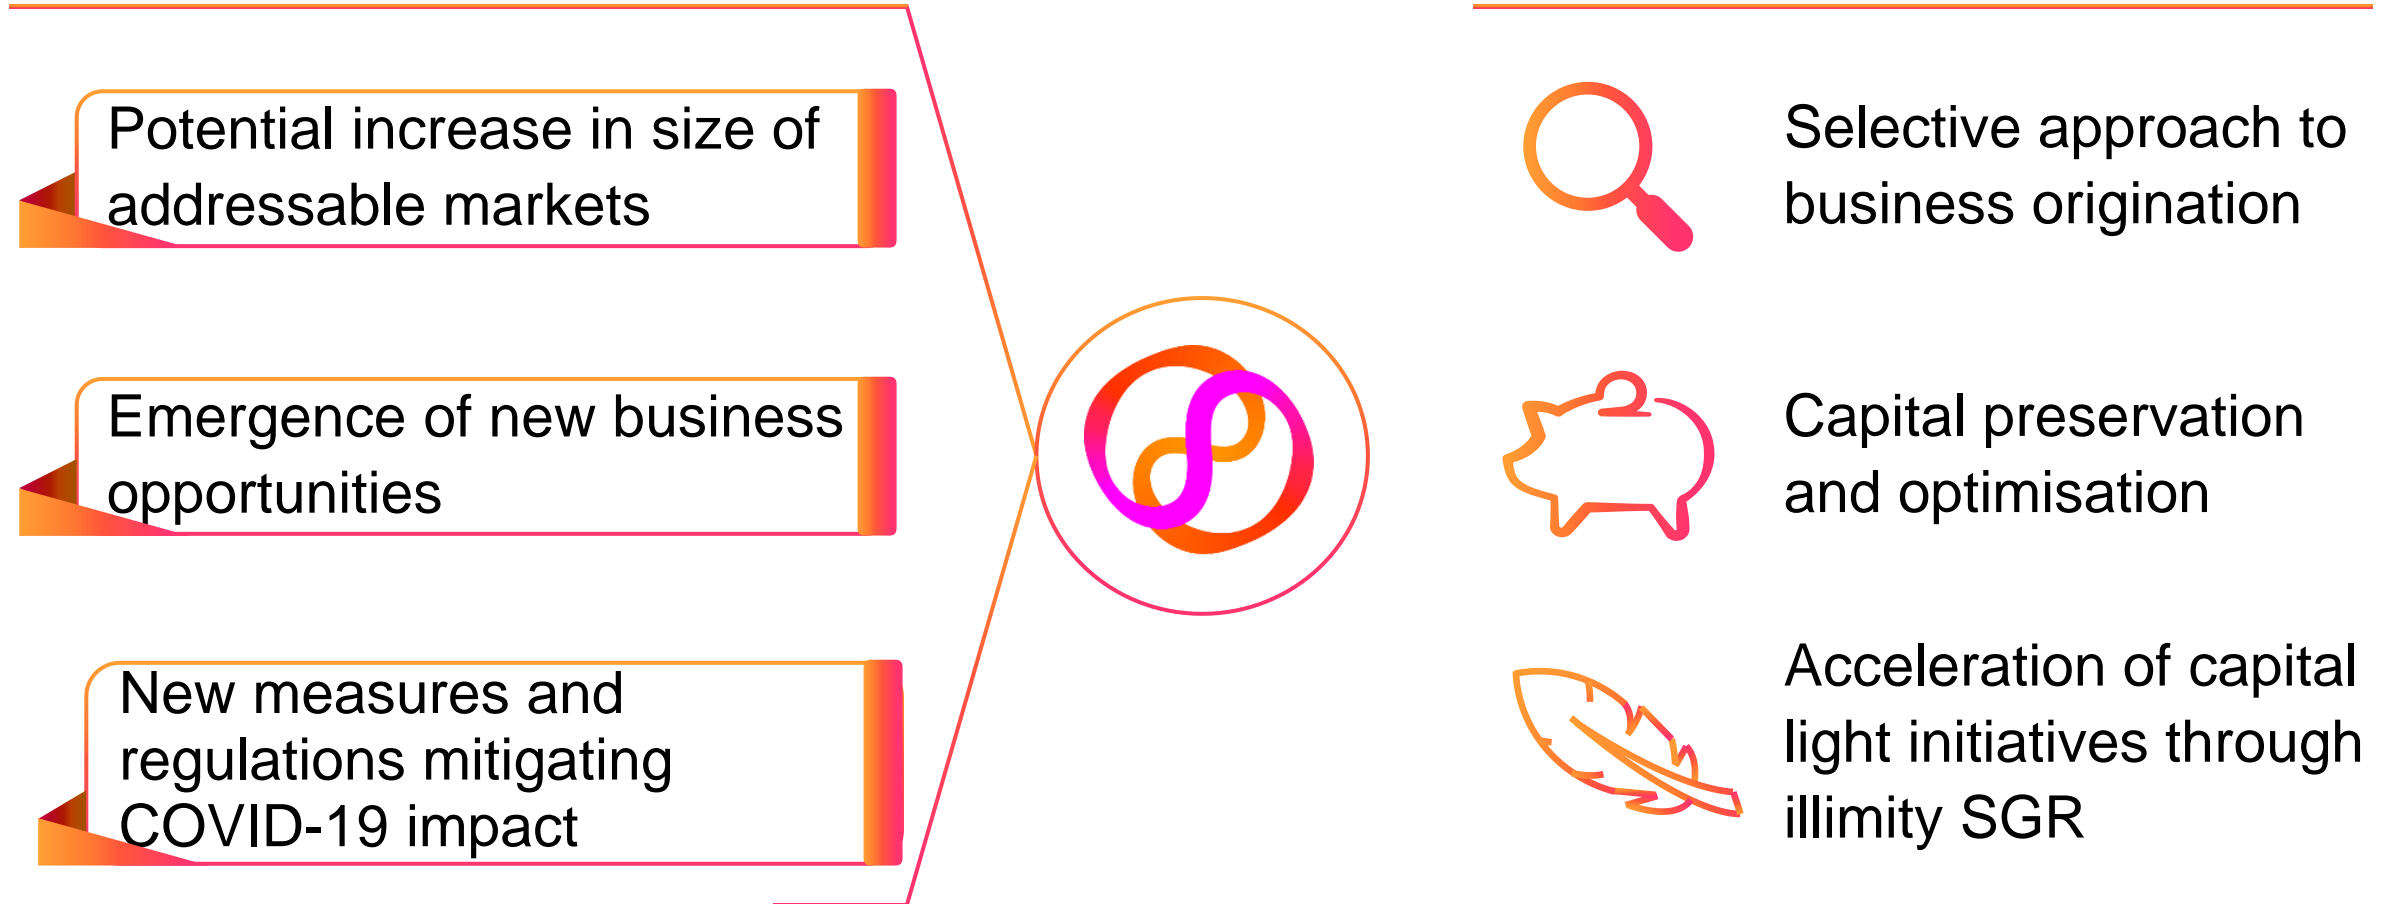 Potential increase in size of
addressable markets
Emergence of new business
opportunities
New measures and
regulations mitigating
COVID-19 impact
Selective approach to
business origination
Capital preservation
and optimisation
Acceleration of capital
light initiatives through
illimity SGR